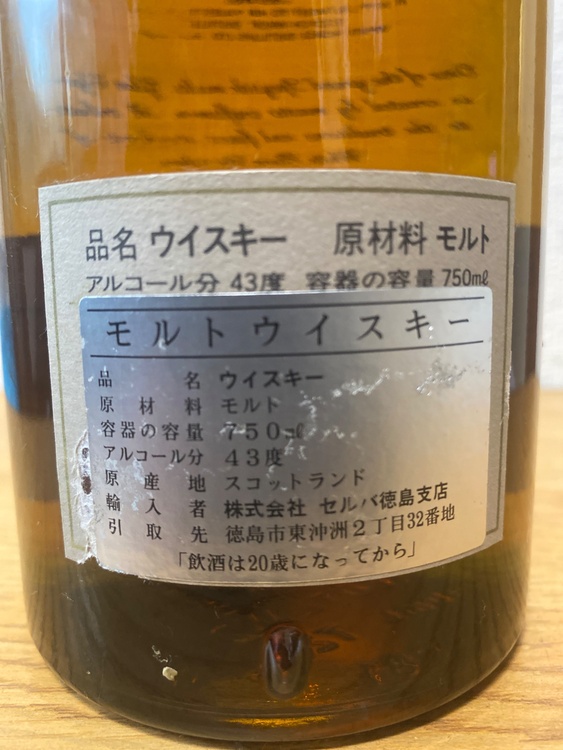 品名 ウイスキー 原材料 モルト
アルコール分 43度 容器の容量 750mℓ
モルトウイスキー
品名 ウイスキー
原材料 モルト
容器の容量 750mℓ
アルコール分 43度
原産地 スコットランド
輸入者 株式会社 セルバ徳島支店
引取先 徳島市東沖洲2丁目32番地
「飲酒は20歳になってから」